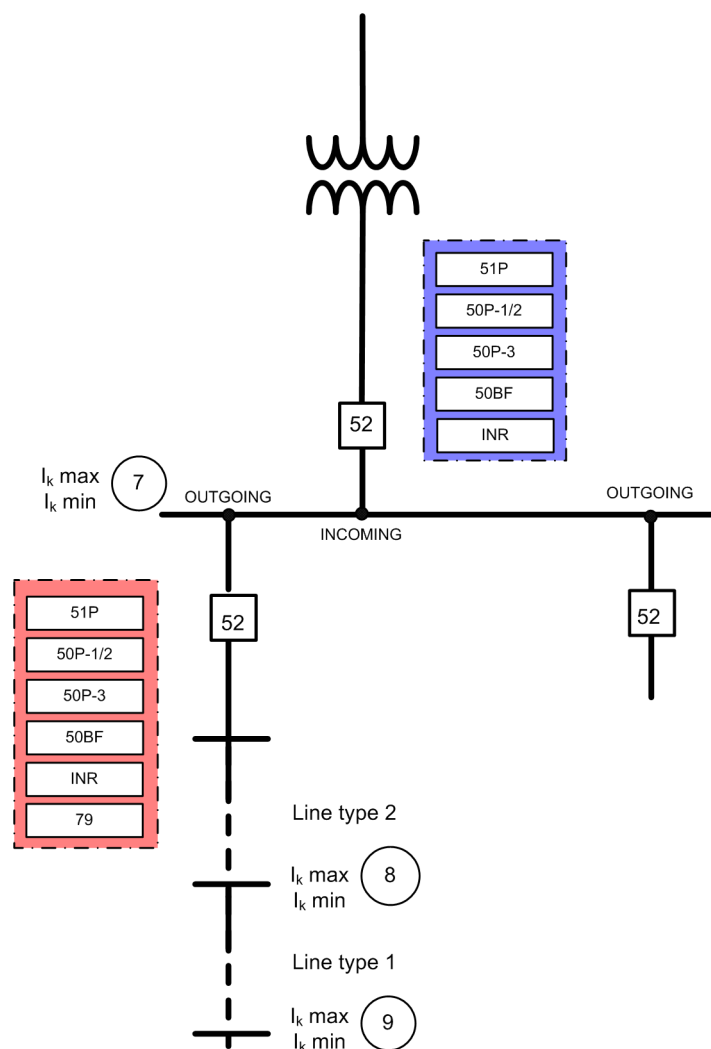 51P
50P-1/2
50P-3
50BF
INR
52
Ik max
Ik min
7
OUTGOING
INCOMING
OUTGOING
51P
50P-1/2
50P-3
50BF
INR
79
52
52
Line type 2
Ik max
Ik min
8
Line type 1
Ik max
Ik min
9